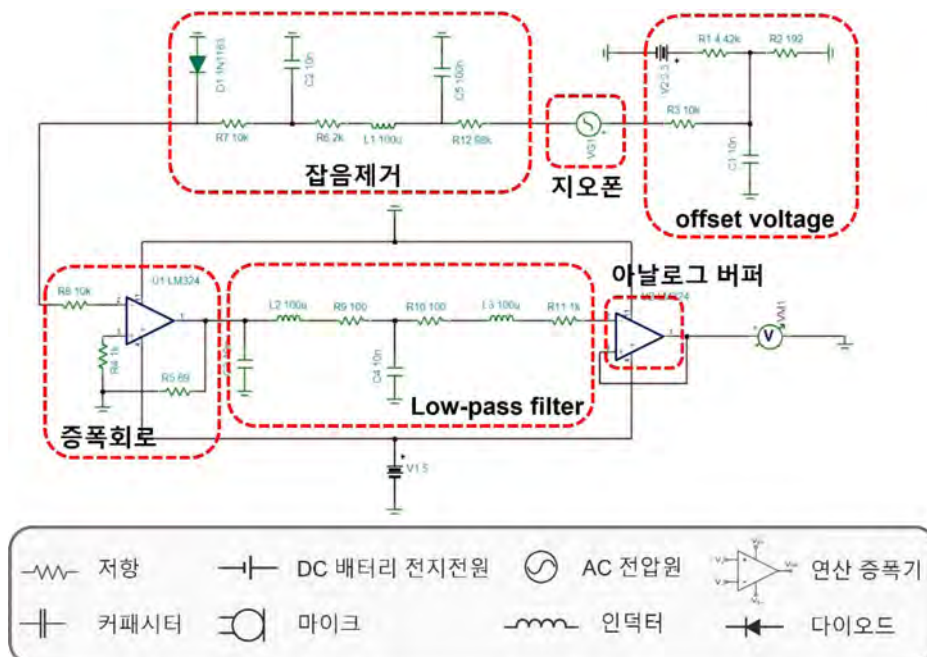 D1 1N1183
C2 10n
C5 100n
R7 10k
R6 2k
L1 100u
R12 68k
잡음제거
VG1
지오폰
V2 5.5
R1 4.42k
R2 192
R3 10k
C1 10n
offset voltage
U1 LM324
R8 10k
R4 1k
R5 89
증폭회로
L2 100u
R9 100
R10 100
L3 100u
R11 1k
C4 10n
Low-pass filter
아날로그 버퍼
VM1
V1 5
저항
DC 배터리 전지전원
AC 전압원
연산 증폭기
커패시터
마이크
인덕터
다이오드